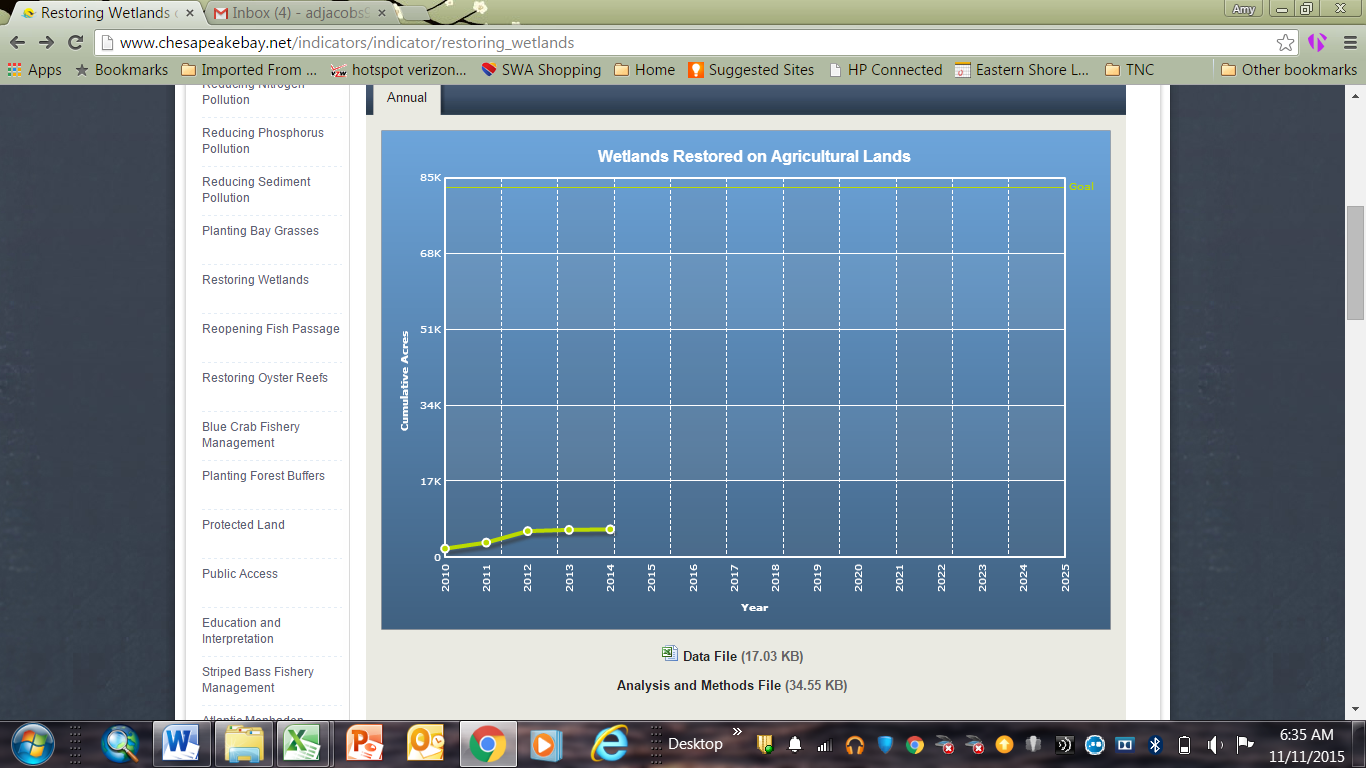 Restoring Wetlands
Inbox (4) - adjacobs
Amy
www.chesapeakebay.net/indicators/indicator/restoring_wetlands
Apps
Bookmarks
Imported From ...
hotspot verizon...
SWA Shopping
Home
Suggested Sites
HP Connected
Eastern Shore L...
TNC
Other bookmarks
Reducing Nitrogen
Pollution
Reducing Phosphorus
Pollution
Reducing Sediment
Pollution
Planting Bay Grasses
Restoring Wetlands
Reopening Fish Passage
Restoring Oyster Reefs
Blue Crab Fishery
Management
Planting Forest Buffers
Protected Land
Public Access
Education and
Interpretation
Striped Bass Fishery
Management
Atlantic Menhaden
Annual
Wetlands Restored on Agricultural Lands
85K
Goal
68K
51K
34K
17K
0
Cumulative Acres
2010
2011
2012
2013
2014
2015
2016
2017
2018
2019
2020
2021
2022
2023
2024
2025
Year
Data File (17.03 KB)
Analysis and Methods File (34.55 KB)
Desktop
6:35 AM
11/11/2015